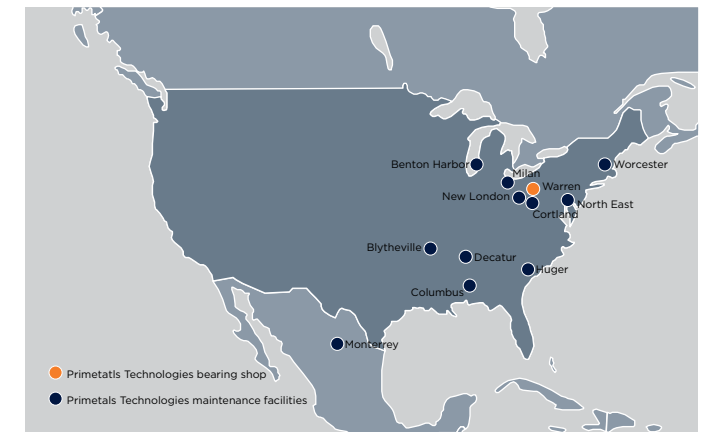 Benton Harbor
Worcester
Milan
Warren
New London
North East
Cortland
Blytheville
Decatur
Huger
Columbus
Monterrey
Primetatls Technologies bearing shop
Primetals Technologies maintenance facilities